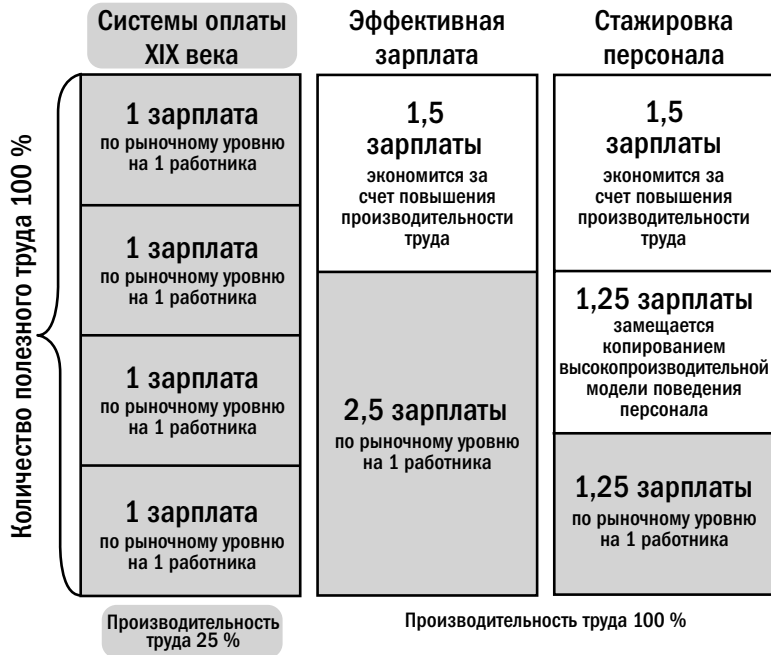 Количество полезного труда 100 %
Системы оплаты
XIX века
1 зарплата
по рыночному уровню
на 1 работника
1 зарплата
по рыночному уровню
на 1 работника
1 зарплата
по рыночному уровню
на 1 работника
1 зарплата
по рыночному уровню
на 1 работника
Производительность
труда 25 %
Эффективная
зарплата
1,5
зарплаты
экономится за
счет повышения
производительности
труда
2,5 зарплаты
по рыночному уровню
на 1 работника
Стажировка
персонала
1,5
зарплаты
экономится за
счет повышения
производительности
труда
1,25 зарплаты
замещается
копированием
высокопроизводительной
модели поведения
персонала
1,25 зарплаты
по рыночному уровню
на 1 работника
Производительность труда 100 %